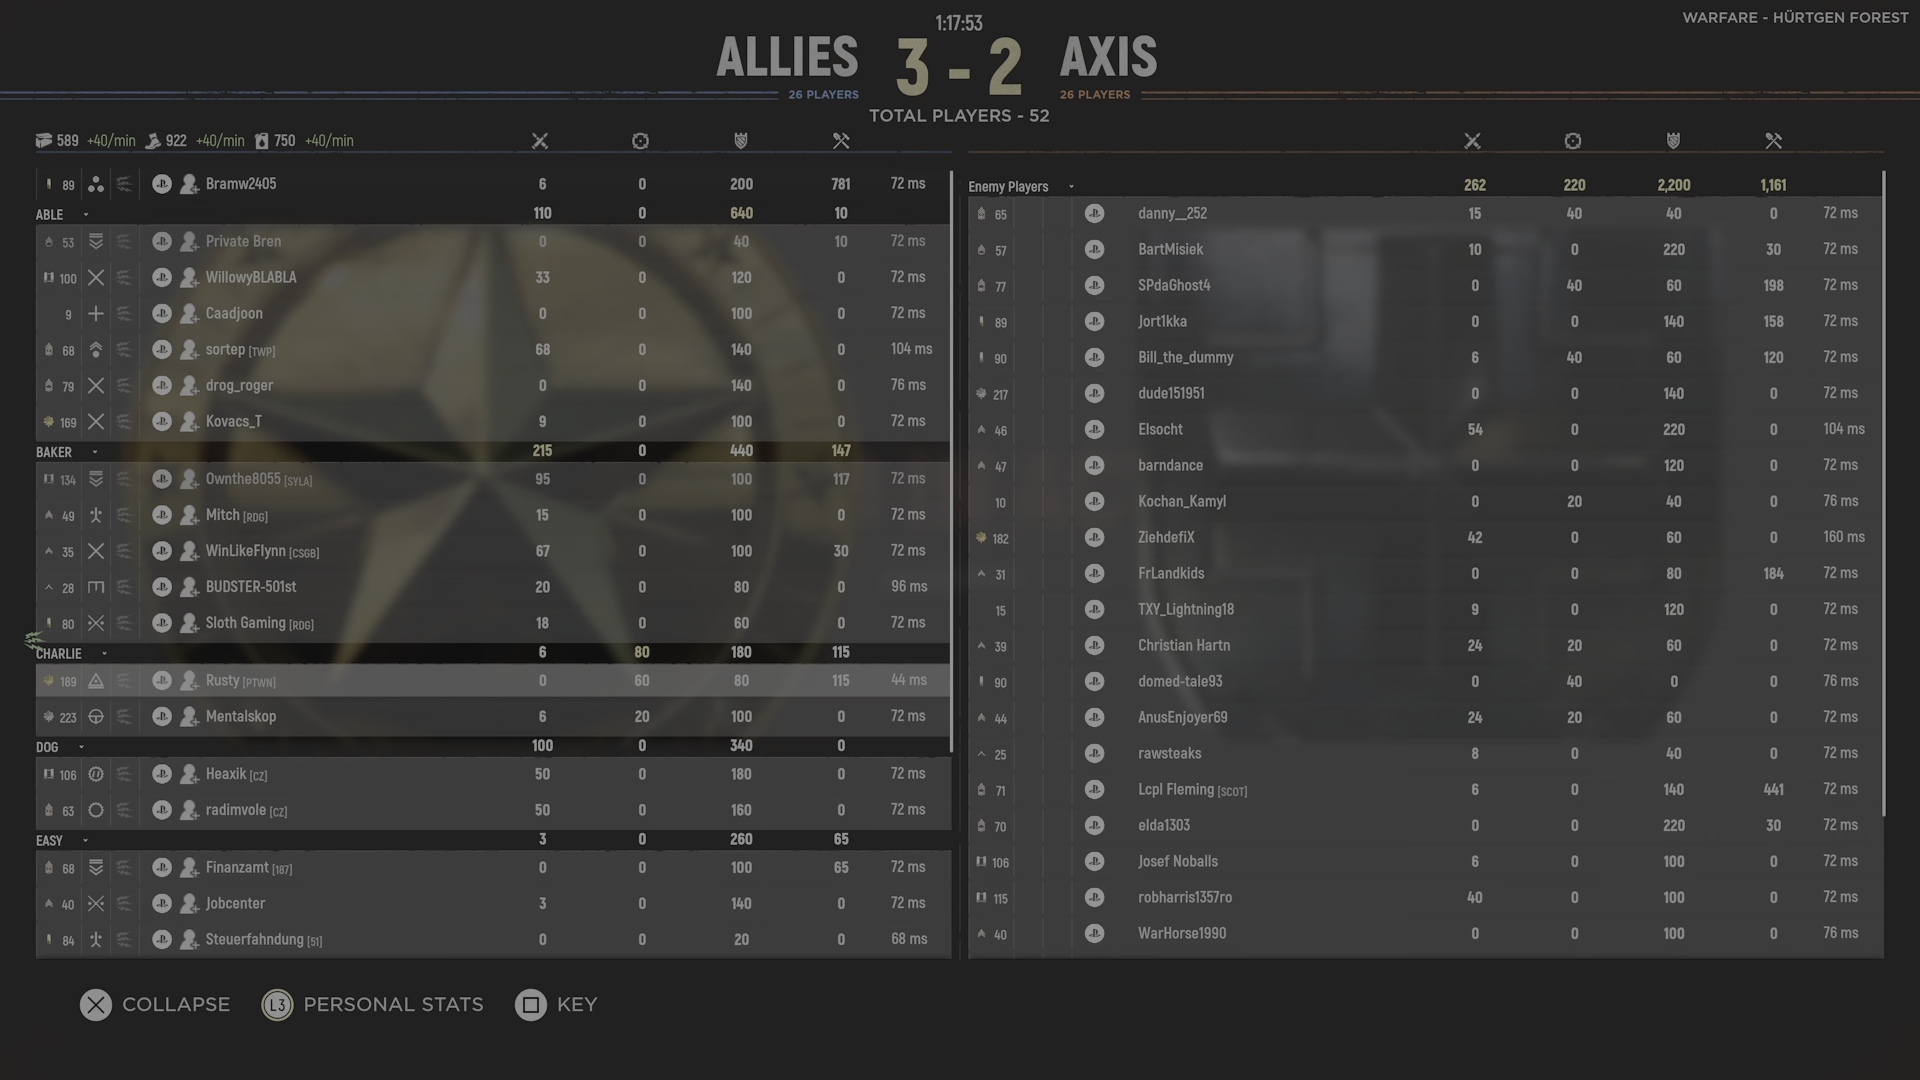 1:17:53
WARFARE - HÜRTGEN FOREST
ALLIES 3 - 2 AXIS
26 PLAYERS 26 PLAYERS
TOTAL PLAYERS - 52
589 +40/min 922 +40/min 750 +40/min
89 Bramw2405 6 0 200 781 72 ms
ABLE 110 0 640 10
53 Private Bren 0 0 40 10 72 ms
100 WillowyBLABLA 33 0 120 0 72 ms
9 Caadjoon 0 0 100 0 72 ms
68 sortep [TWP] 68 0 140 0 104 ms
79 drog_roger 0 0 140 0 76 ms
169 Kovacs_T 9 0 100 0 72 ms
BAKER 215 0 440 147
134 Ownthe8055 [SYLA] 95 0 100 117 72 ms
49 Mitch [RDG] 15 0 100 0 72 ms
35 WinLikeFlynn [CSGB] 67 0 100 30 72 ms
28 BUDSTER-501st 20 0 80 0 96 ms
80 Sloth Gaming [RDG] 18 0 60 0 72 ms
CHARLIE 6 80 180 115
189 Rusty [PTWN] 0 60 80 115 44 ms
223 Mentalskop 6 20 100 0 72 ms
DOG 100 0 340 0
106 Heaxik [CZ] 50 0 180 0 72 ms
63 radimvole [CZ] 50 0 160 0 72 ms
EASY 3 0 260 65
68 Finanzamt [187] 0 0 100 65 72 ms
40 Jobcenter 3 0 140 0 72 ms
84 Steuerfahndung [51] 0 0 20 0 68 ms
Enemy Players 262 220 2,200 1,161
65 danny__252 15 40 40 0 72 ms
57 BartMisiek 10 0 220 30 72 ms
77 SPdaGhost4 0 40 60 198 72 ms
89 Jort1kka 0 0 140 158 72 ms
90 Bill_the_dummy 6 40 60 120 72 ms
217 dude151951 0 0 140 0 72 ms
46 Elsocht 54 0 220 0 104 ms
47 barndance 0 0 120 0 72 ms
10 Kochan_Kamyl 0 20 40 0 76 ms
182 ZiehdefiX 42 0 60 0 160 ms
31 FrLandkids 0 0 80 184 72 ms
15 TXY_Lightning18 9 0 120 0 72 ms
39 Christian Hartn 24 20 60 0 72 ms
90 domed-tale93 0 40 0 0 76 ms
44 AnusEnjoyer69 24 20 60 0 72 ms
25 rawsteaks 8 0 40 0 72 ms
71 Lcpl Fleming [SCOT] 6 0 140 441 72 ms
70 elda1303 0 0 220 30 72 ms
106 Josef Noballs 6 0 100 0 72 ms
115 robharris1357ro 40 0 100 0 72 ms
40 WarHorse1990 0 0 100 0 76 ms
COLLAPSE L3 PERSONAL STATS KEY